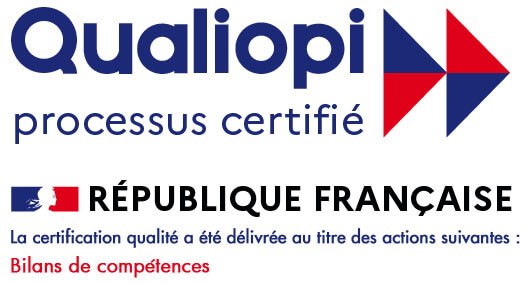 Qualiopi
processus certifié
RÉPUBLIQUE FRANÇAISE
La certification qualité a été délivrée au titre des actions suivantes :
Bilans de compétences